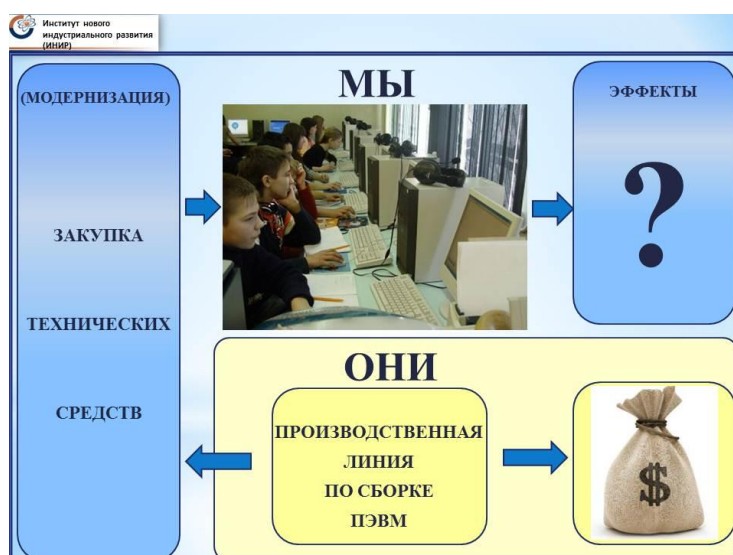 Институт нового
индустриального развития
(ИНИР)
(МОДЕРНИЗАЦИЯ)
ЗАКУПКА
ТЕХНИЧЕСКИХ
СРЕДСТВ
МЫ
ЭФФЕКТЫ
?
ОНИ
ПРОИЗВОДСТВЕННАЯ
ЛИНИЯ
ПО СБОРКЕ
ПЭВМ
$